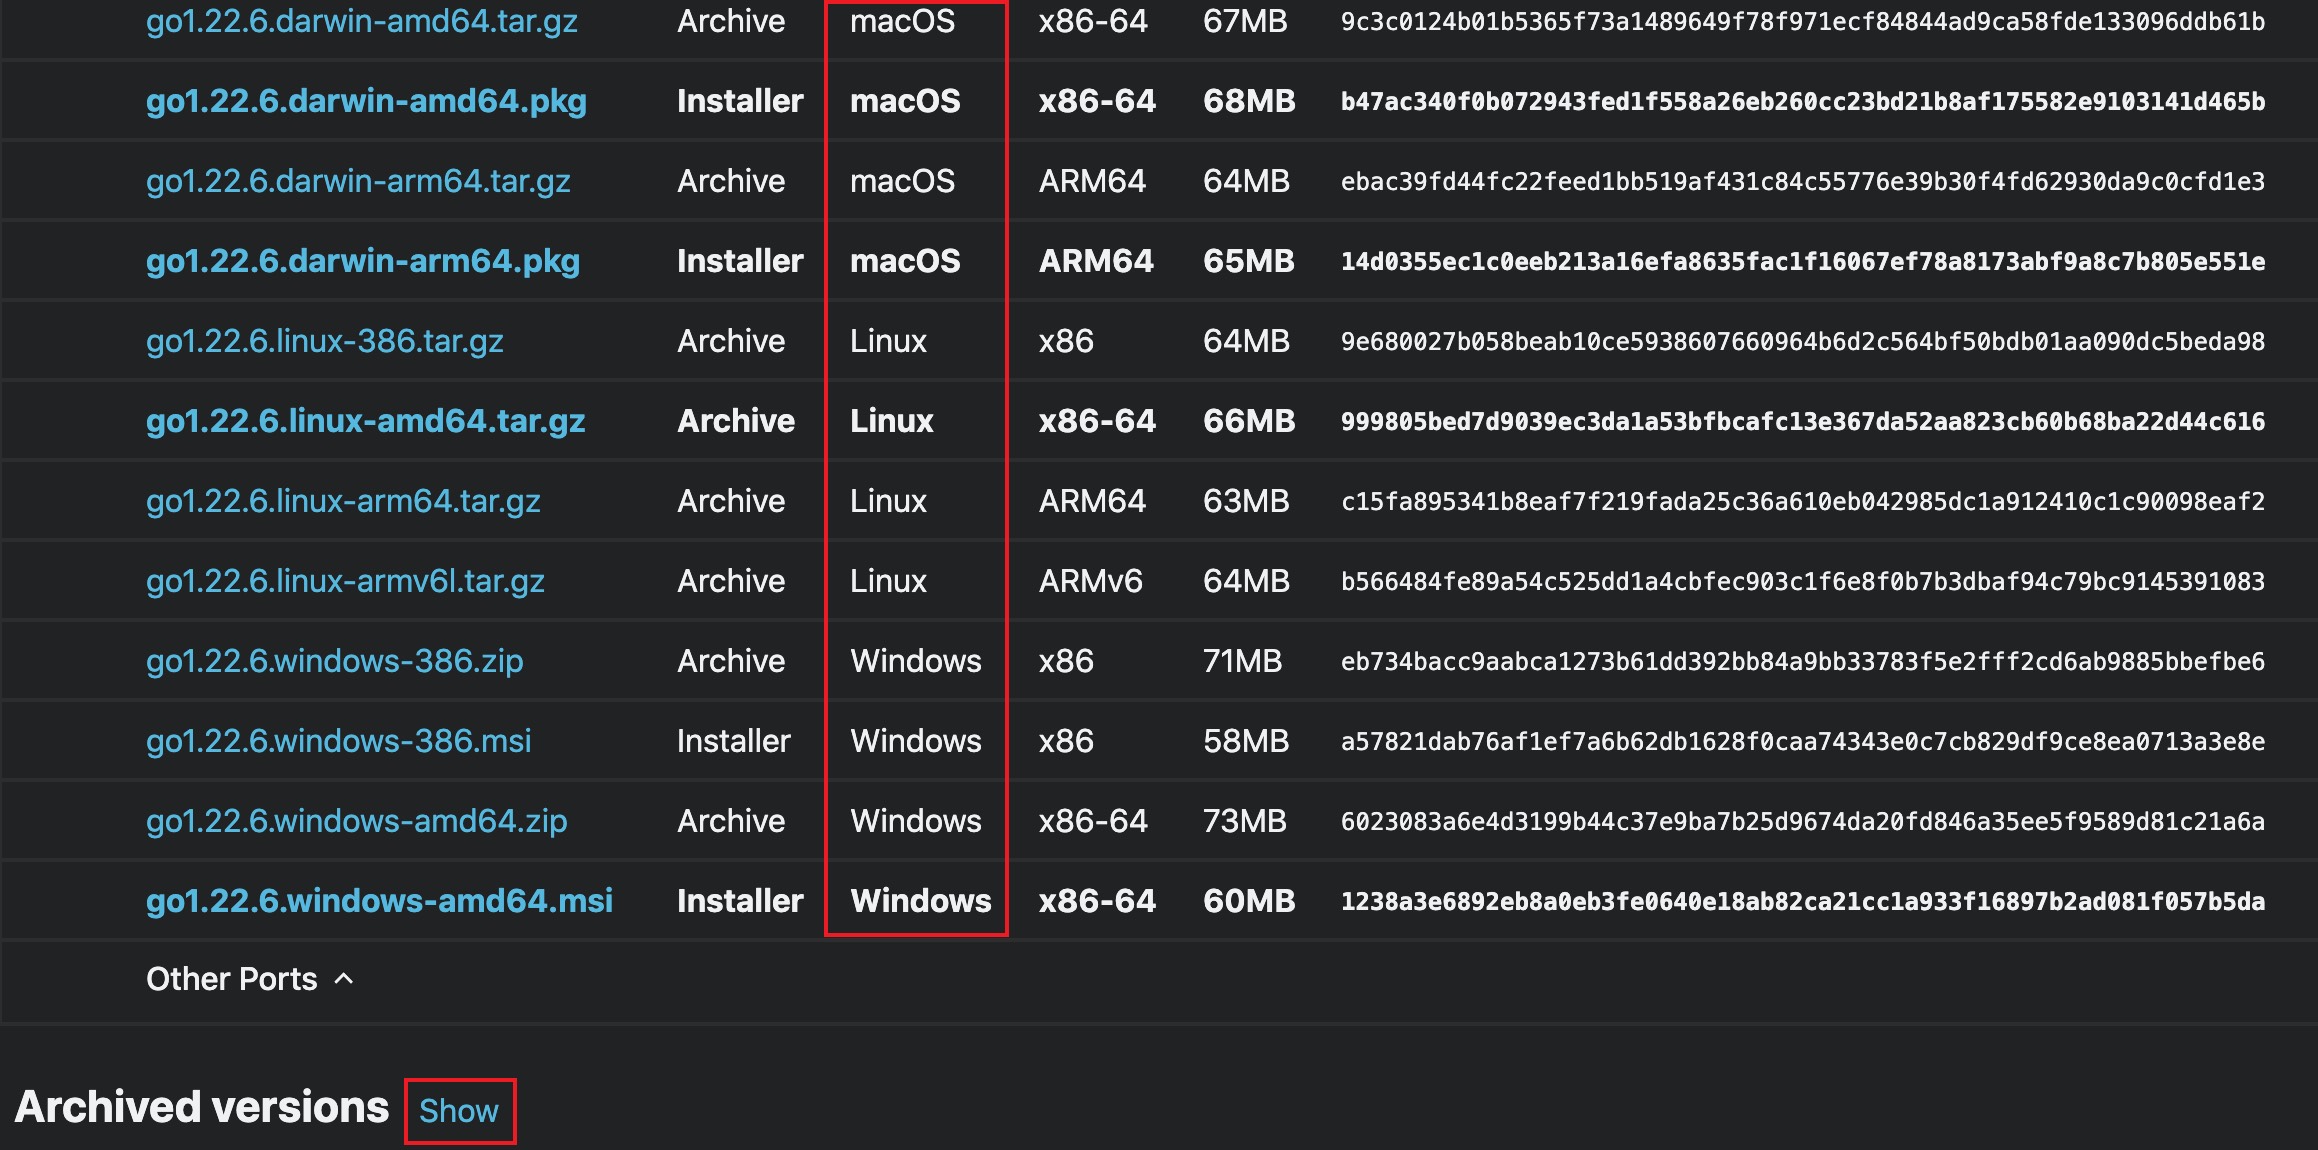 go1.22.6.darwin-amd64.tar.gz Archive macOS x86-64 67MB 9c3c0124b01b5365f73a1489649f78f971ecf84844ad9ca58fde133096ddb61b
go1.22.6.darwin-amd64.pkg Installer macOS x86-64 68MB b47ac340f0b072943fed1f558a26eb260cc23bd21b8af175582e9103141d465b
go1.22.6.darwin-arm64.tar.gz Archive macOS ARM64 64MB ebac39fd44fc22feed1bb519af431c84c55776e39b30f4fd62930da9c0cfd1e3
go1.22.6.darwin-arm64.pkg Installer macOS ARM64 65MB 14d0355ec1c0eeb213a16efa8635fac1f16067ef78a8173abf9a8c7b805e551e
go1.22.6.linux-386.tar.gz Archive Linux x86 64MB 9e680027b058beab10ce5938607660964b6d2c564bf50bdb01aa090dc5beda98
go1.22.6.linux-amd64.tar.gz Archive Linux x86-64 66MB 999805bed7d9039ec3da1a53bfbcafc13e367da52aa823cb60b68ba22d44c616
go1.22.6.linux-arm64.tar.gz Archive Linux ARM64 63MB c15fa895341b8eaf7f219fada25c36a610eb042985dc1a912410c1c90098eaf2
go1.22.6.linux-armv6l.tar.gz Archive Linux ARMv6 64MB b566484fe89a54c525dd1a4cbfec903c1f6e8f0b7b3dbaf94c79bc9145391083
go1.22.6.windows-386.zip Archive Windows x86 71MB eb734bacc9aabca1273b61dd392bb84a9bb33783f5e2fff2cd6ab9885bbefbe6
go1.22.6.windows-386.msi Installer Windows x86 58MB a57821dab76af1ef7a6b62db1628f0caa74343e0c7cb829df9ce8ea0713a3e8e
go1.22.6.windows-amd64.zip Archive Windows x86-64 73MB 6023083a6e4d3199b44c37e9ba7b25d9674da20fd846a35ee5f9589d81c21a6a
go1.22.6.windows-amd64.msi Installer Windows x86-64 60MB 1238a3e6892eb8a0eb3fe0640e18ab82ca21cc1a933f16897b2ad081f057b5da
Other Ports
Archived versions Show